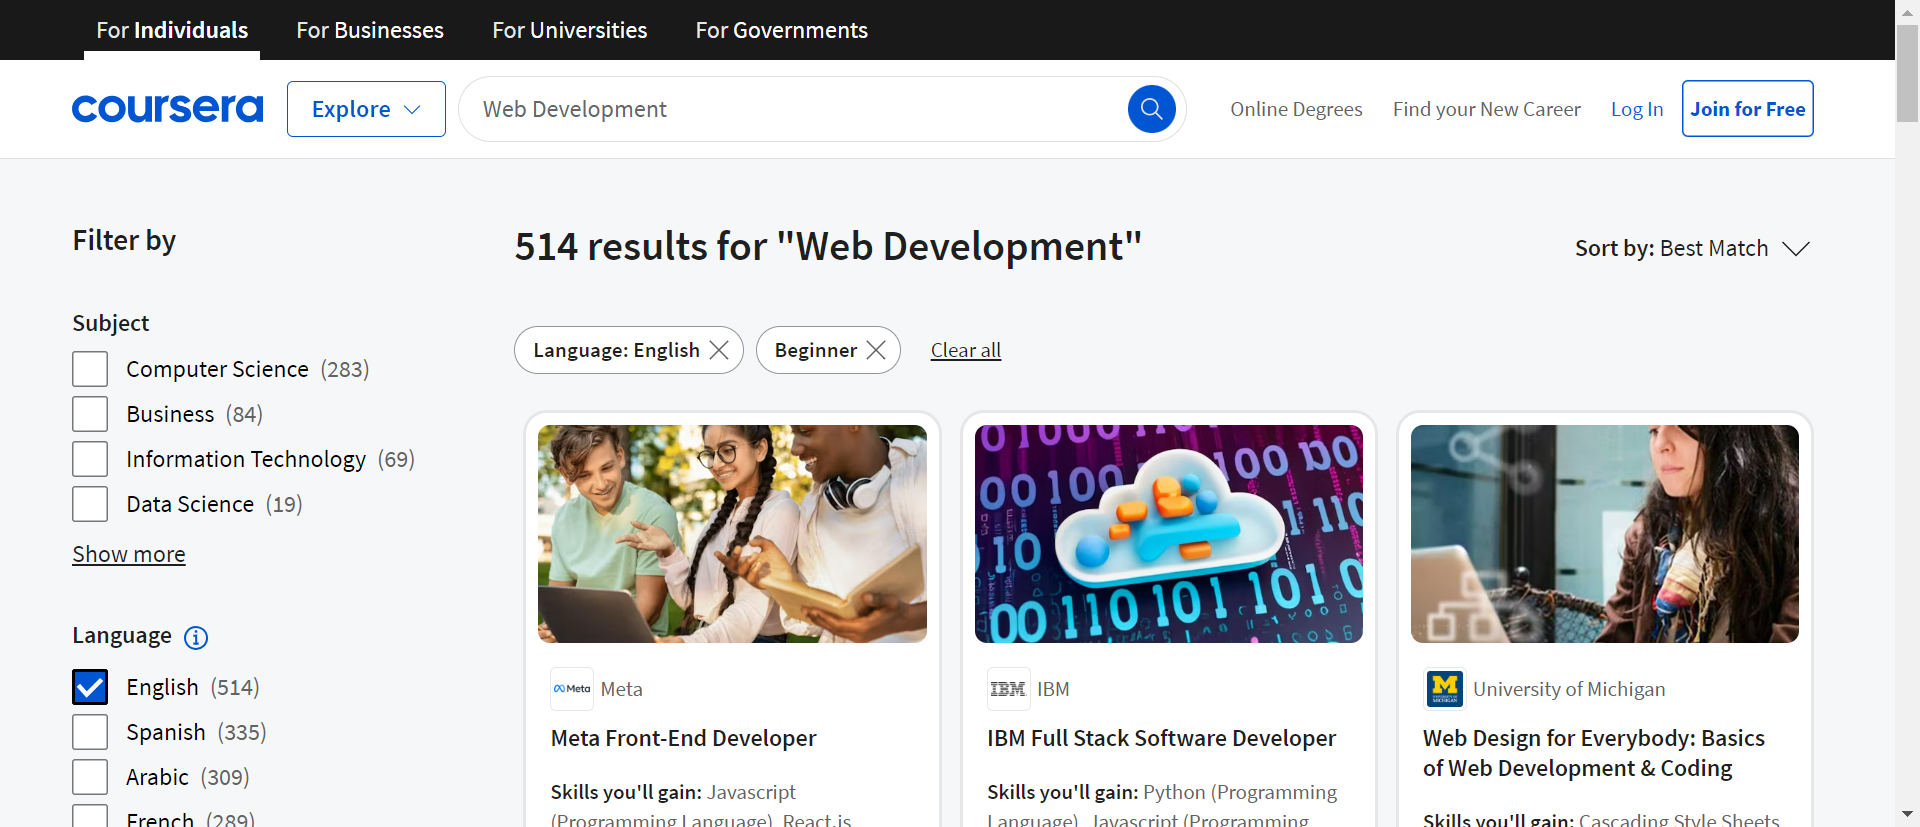 For Individuals For Businesses For Universities For Governments
coursera Explore Web Development Online Degrees Find your New Career Log In Join for Free
Filter by
514 results for "Web Development"
Sort by: Best Match
Subject
Language: English Beginner Clear all
Computer Science (283)
Business (84)
Information Technology (69)
Data Science (19)
Show more
Language
English (514)
Spanish (335)
Arabic (309)
French (289)
Meta Meta
Meta Front-End Developer
Skills you'll gain: Javascript
(Programming Language), React.js
IBM IBM
IBM Full Stack Software Developer
Skills you'll gain: Python (Programming
Language), Javascript (Programming
University of Michigan
Web Design for Everybody: Basics
of Web Development & Coding
Skills you'll gain: Cascading Style Sheets